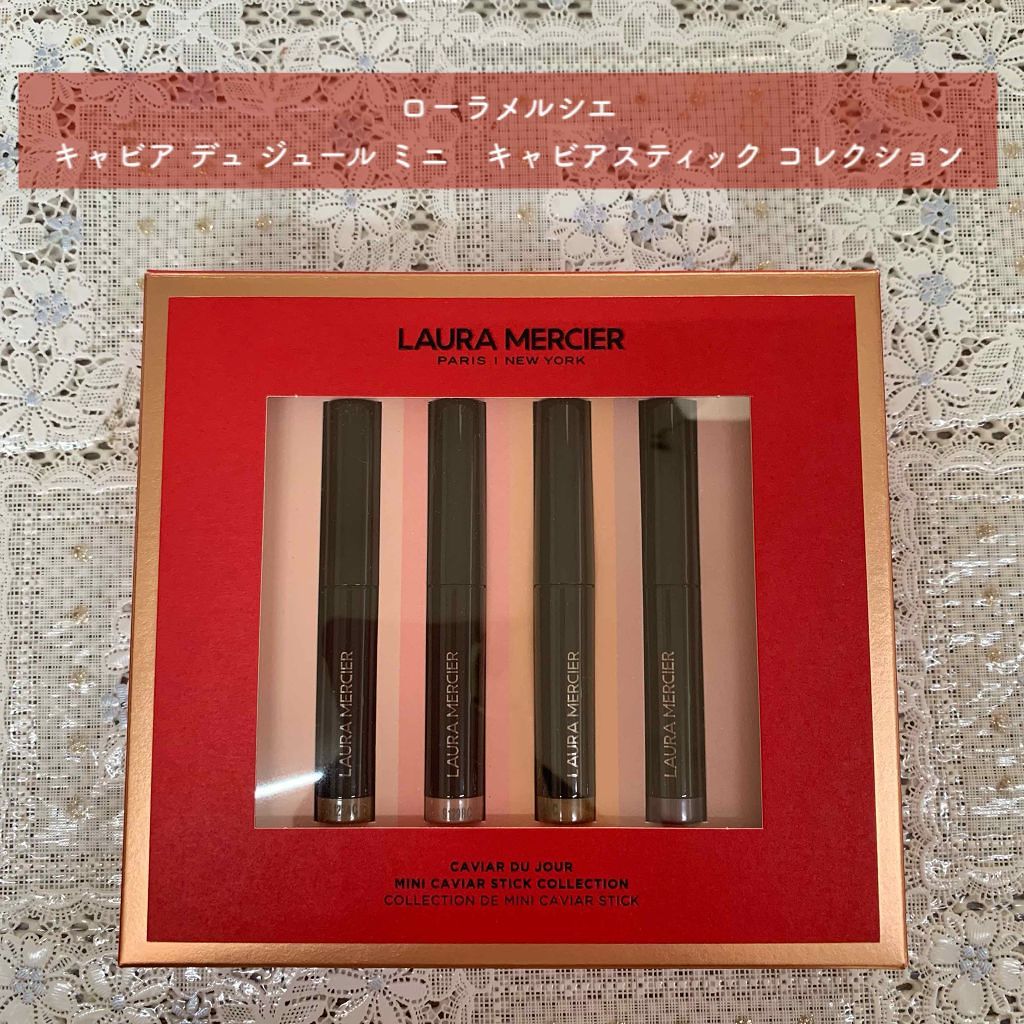 ローラメルシエ
キャビア デュ ジュール ミニ　キャビアスティック コレクション
LAURA MERCIER
PARIS | NEW YORK
LAURA MERCIER
LAURA MERCIER
LAURA MERCIER
LAURA MERCIER
CAVIAR DU JOUR
MINI CAVIAR STICK COLLECTION
COLLECTION DE MINI CAVIAR STICK